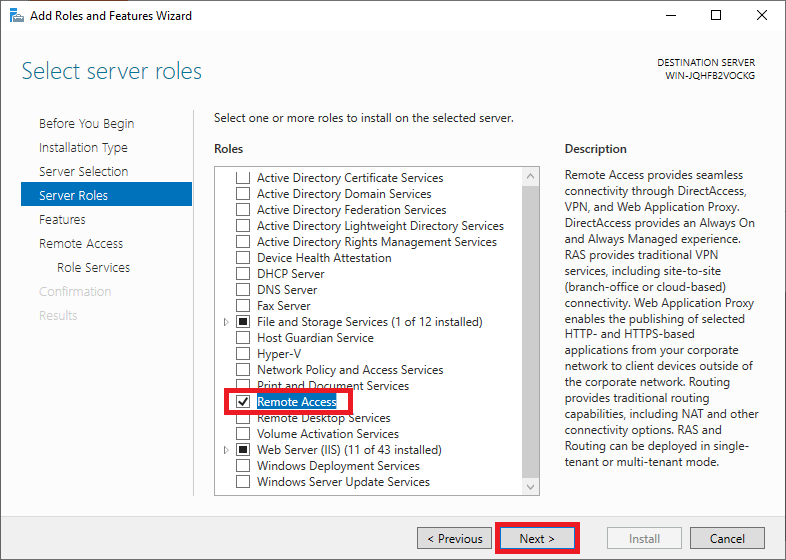 Add Roles and Features Wizard
Select server roles
DESTINATION SERVER
WIN-JQHFB2VOCKG
Before You Begin
Installation Type
Server Selection
Server Roles
Features
Remote Access
Role Services
Confirmation
Results
Select one or more roles to install on the selected server.
Roles
Active Directory Certificate Services
Active Directory Domain Services
Active Directory Federation Services
Active Directory Lightweight Directory Services
Active Directory Rights Management Services
Device Health Attestation
DHCP Server
DNS Server
Fax Server
File and Storage Services (1 of 12 installed)
Host Guardian Service
Hyper-V
Network Policy and Access Services
Print and Document Services
Remote Access
Remote Desktop Services
Volume Activation Services
Web Server (IIS) (11 of 43 installed)
Windows Deployment Services
Windows Server Update Services
Description
Remote Access provides seamless
connectivity through DirectAccess,
VPN, and Web Application Proxy.
DirectAccess provides an Always On
and Always Managed experience.
RAS provides traditional VPN
services, including site-to-site
(branch-office or cloud-based)
connectivity. Web Application Proxy
enables the publishing of selected
HTTP- and HTTPS-based
applications from your corporate
network to client devices outside of
the corporate network. Routing
provides traditional routing
capabilities, including NAT and other
connectivity options. RAS and
Routing can be deployed in single-
tenant or multi-tenant mode.
< Previous
Next >
Install
Cancel